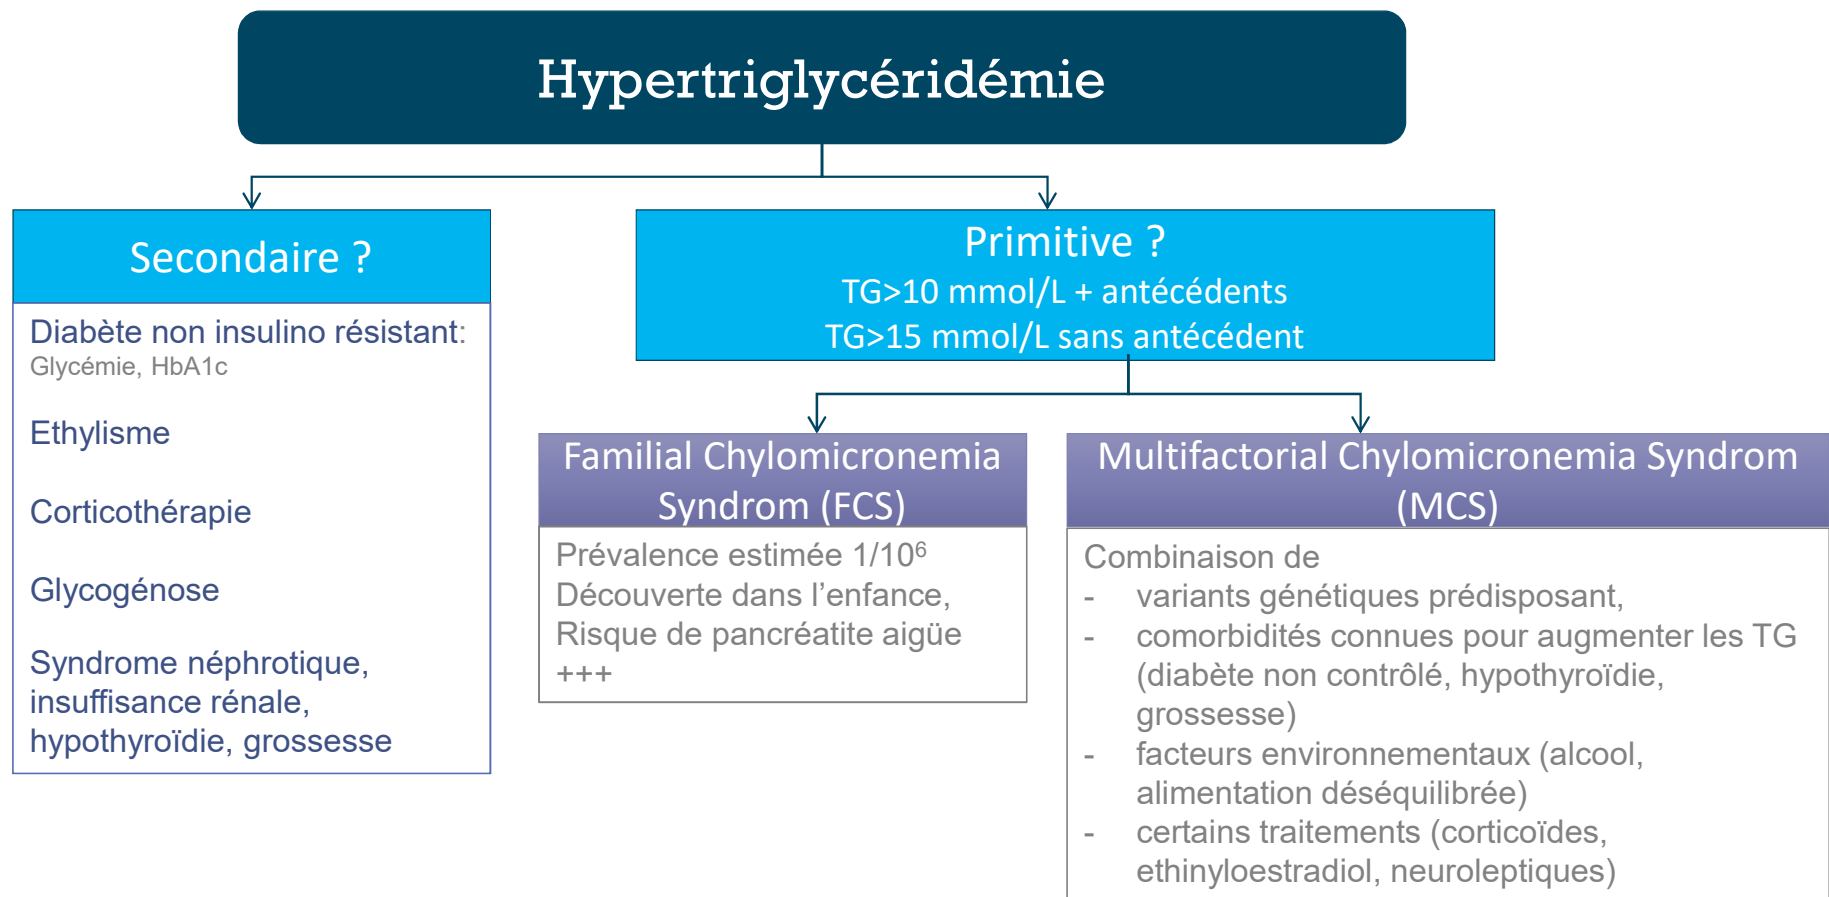 Hypertriglycéridémie
Secondaire ?
Diabète non insulino résistant:
Glycémie, HbA1c
Ethylisme
Corticothérapie
Glycogénose
Syndrome néphrotique,
insuffisance rénale,
hypothyroïdie, grossesse
Primitive ?
TG>10 mmol/L + antécédents
TG>15 mmol/L sans antécédent
Familial Chylomicronemia
Syndrom (FCS)
Prévalence estimée 1/10⁶
Découverte dans l’enfance,
Risque de pancréatite aigüe
+++
Multifactorial Chylomicronemia Syndrom
(MCS)
Combinaison de
- variants génétiques prédisposant,
- comorbidités connues pour augmenter les TG
(diabète non contrôlé, hypothyroïdie,
grossesse)
- facteurs environnementaux (alcool,
alimentation déséquilibrée)
- certains traitements (corticoïdes,
ethinyloestradiol, neuroleptiques)